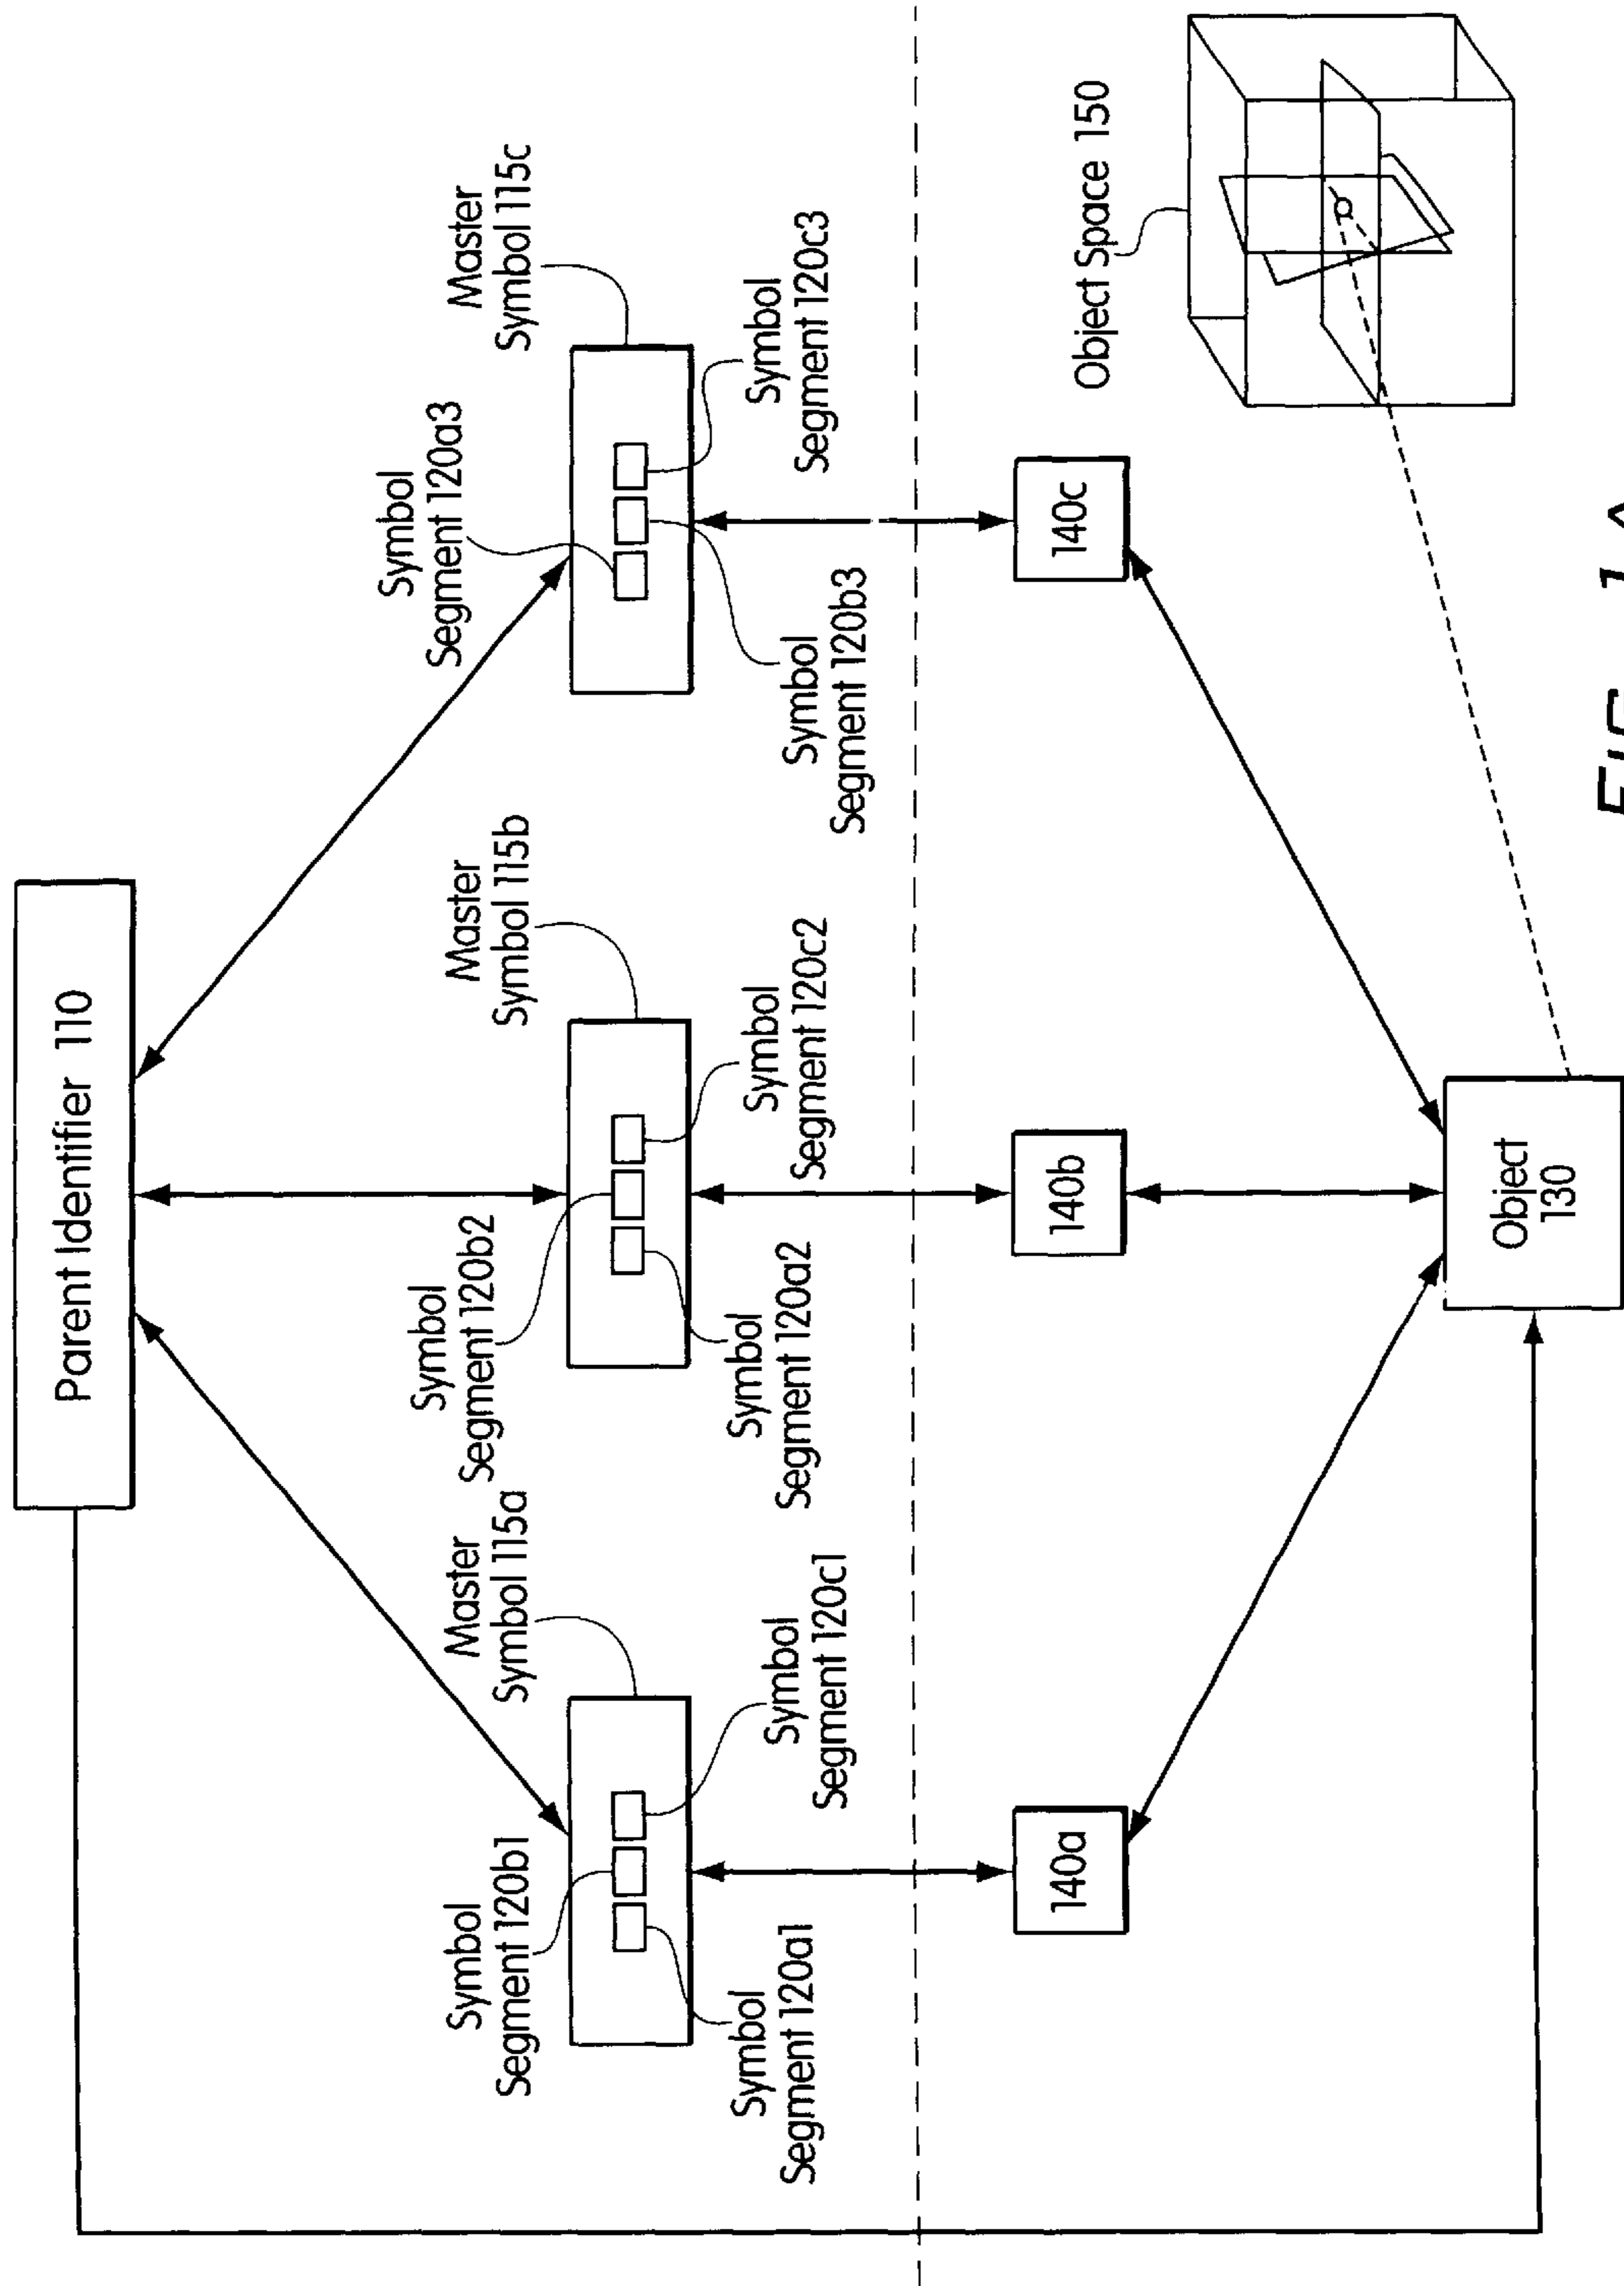 Parent Identifier 110
Master
Symbol 115a
Master
Symbol 115b
Master
Symbol 115c
Symbol
Segment 120b1
Symbol
Segment 120a1
Symbol
Segment 120c1
Symbol
Segment 120b2
Symbol
Segment 120a2
Symbol
Segment 120c2
Symbol
Segment 120a3
Symbol
Segment 120b3
Symbol
Segment 120c3
140a
140b
140c
Object Space 150
Object
130
FIG. 1A